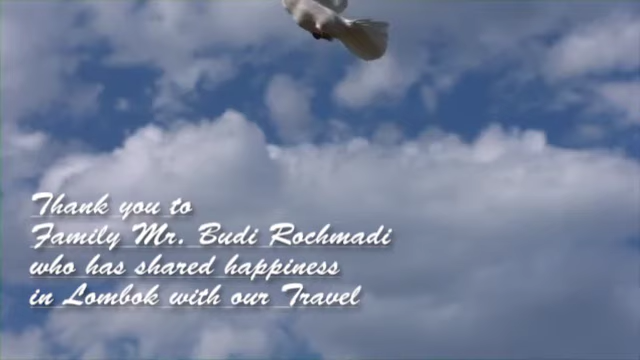 Thank you to
Family Mr. Budi Rochmadi
who has shared happiness
in Lombok with our Travel